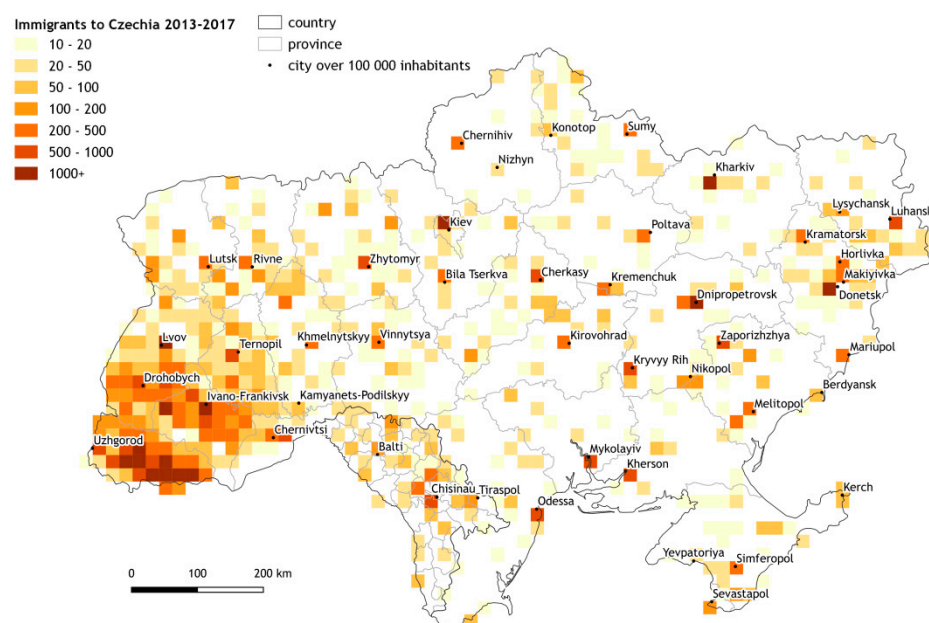 Immigrants to Czechia 2013-2017
10 - 20
20 - 50
50 - 100
100 - 200
200 - 500
500 - 1000
1000+
country
province
city over 100 000 inhabitants
Chernihiv
Konotop
Sumy
Nizhyn
Kharkiv
Kiev
Lysychansk
Luhansk
Poltava
Kramatorsk
Lutsk
Rivne
Zhytomyr
Bila Tserkva
Cherkasy
Kremenchuk
Horlivka
Makiyivka
Donetsk
Dnipropetrovsk
Lvov
Ternopil
Khmelnytskyy
Vinnytsya
Kirovohrad
Zaporizhzhya
Mariupol
Kryvyy Rih
Nikopol
Drohobych
Ivano-Frankivsk
Kamyanets-Podilskyy
Berdyansk
Melitopol
Chernivtsi
Uzhgorod
Balti
Mykolayiv
Kherson
Chisinau
Tiraspol
Odessa
Kerch
Yevpatoriya
Simferopol
Sevastapol
0 100 200 km